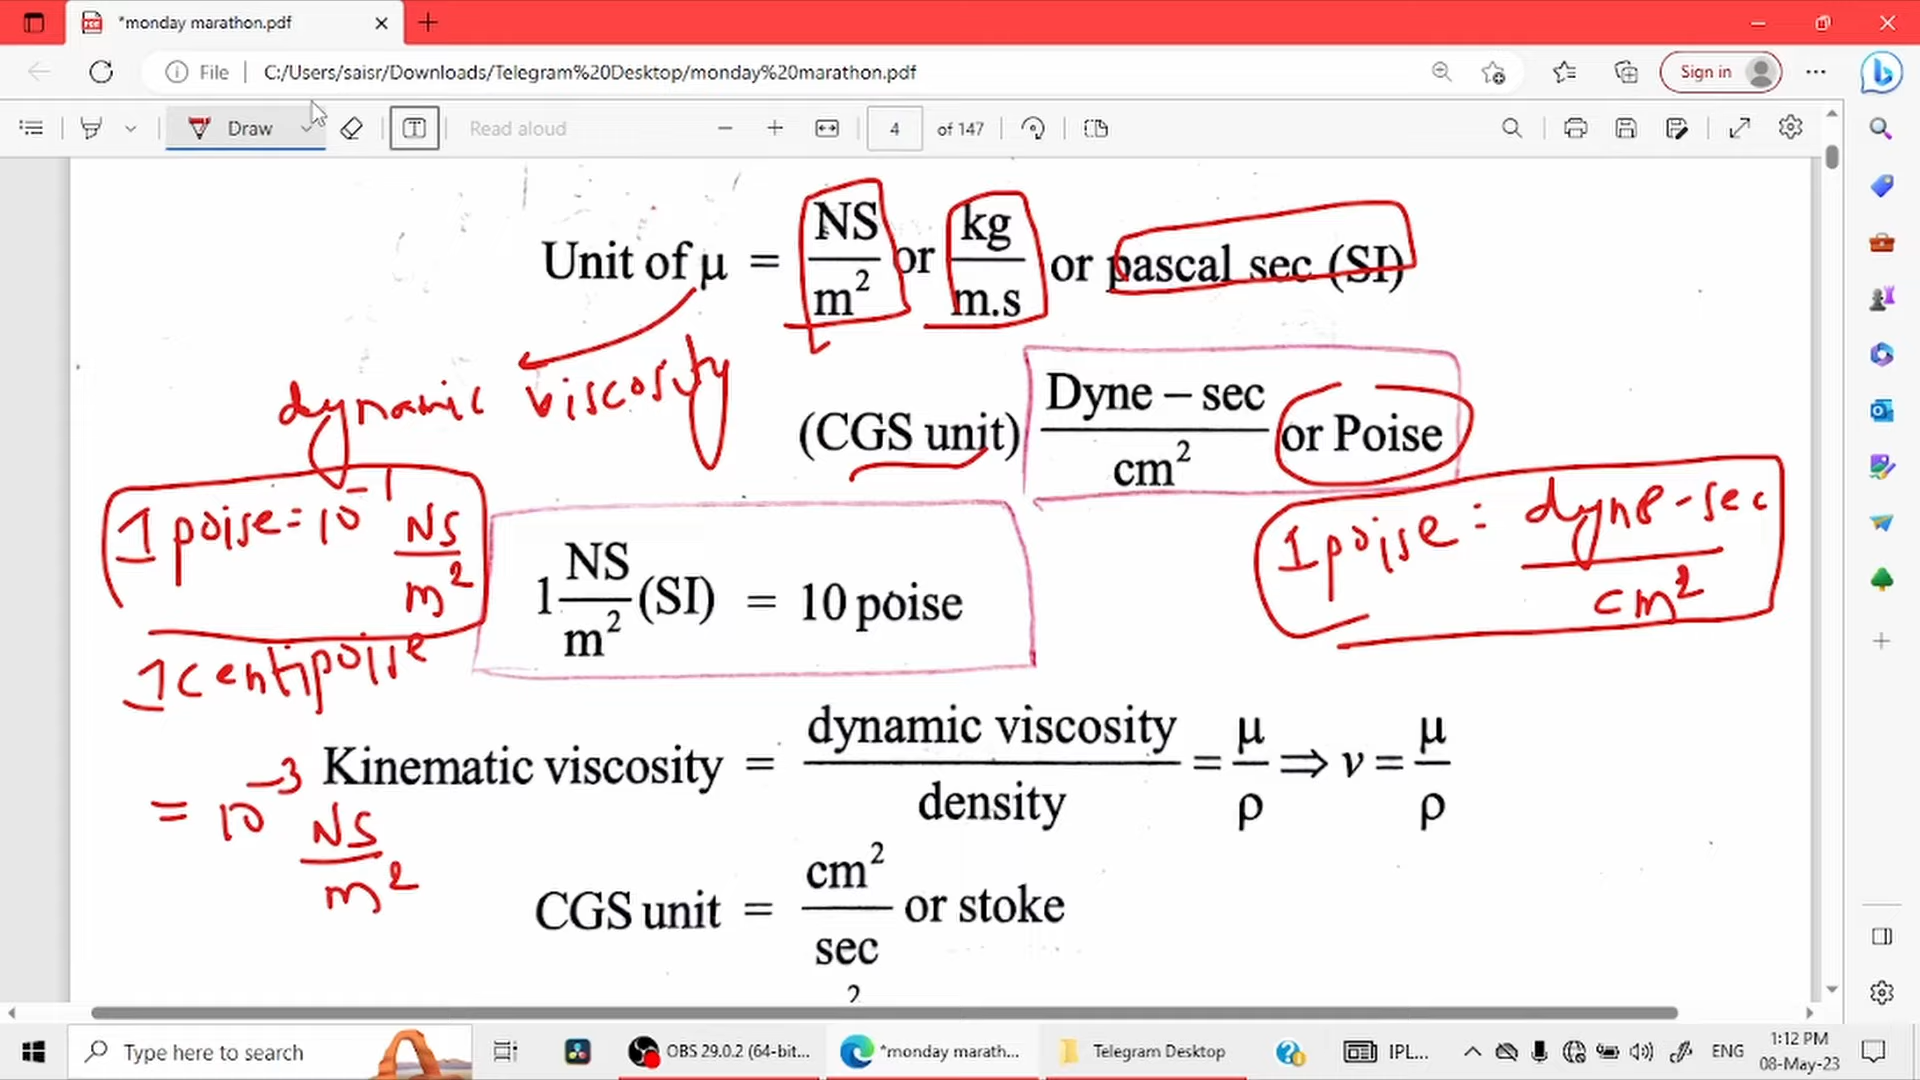 *monday marathon.pdf
File C:/Users/saisr/Downloads/Telegram%20Desktop/monday%20marathon.pdf Sign in
Draw Read aloud 4 of 147
Unit of μ = NS/m² or kg/m.s or pascal sec (SI)
dynamic viscosity
(CGS unit) Dyne – sec/cm² or Poise
1 poise = 10⁻¹ NS/m²
1 NS/m² (SI) = 10 poise
1 poise = dyne-sec/cm²
1 centipoise
= 10⁻³ NS/m²
Kinematic viscosity = dynamic viscosity/density = μ/ρ ⇒ ν = μ/ρ
CGS unit = cm²/sec or stoke
2
Type here to search OBS 29.0.2 (64-bit... *monday marath... Telegram Desktop IPL... ENG 1:12 PM
08-May-23